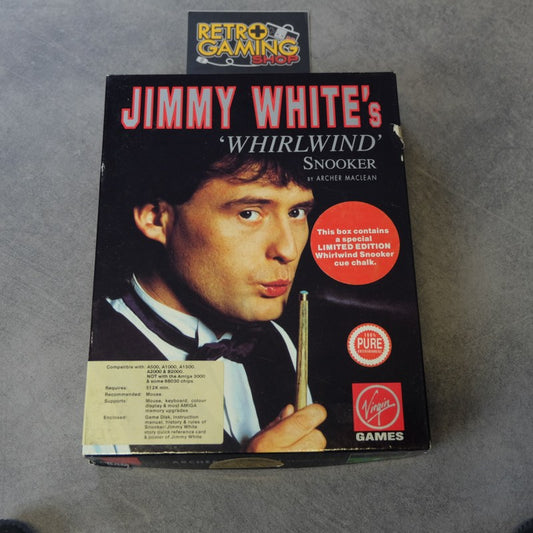 RETRO
GAMING
SHOP
JIMMY WHITE's
'WHIRLWIND'
SNOOKER
BY ARCHER MACLEAN
This box contains
a special
LIMITED EDITION
Whirlwind Snooker
cue chalk.
100%
PURE
ENTERTAINMENT
Virgin
GAMES
Compatible with: A500, A1000, A1500,
A2000 & B2000.
NOT with the Amiga 3000
& some 68030 chips.
Requires: 512K min.
Recommended: Mouse
Supports: Mouse, keyboard, colour
display & most AMIGA
memory upgrades
Enclosed: Game Disk, instruction
manual, history & rules of
Snooker/Jimmy White
story quick reference card
& poster of Jimmy White
ARCHER